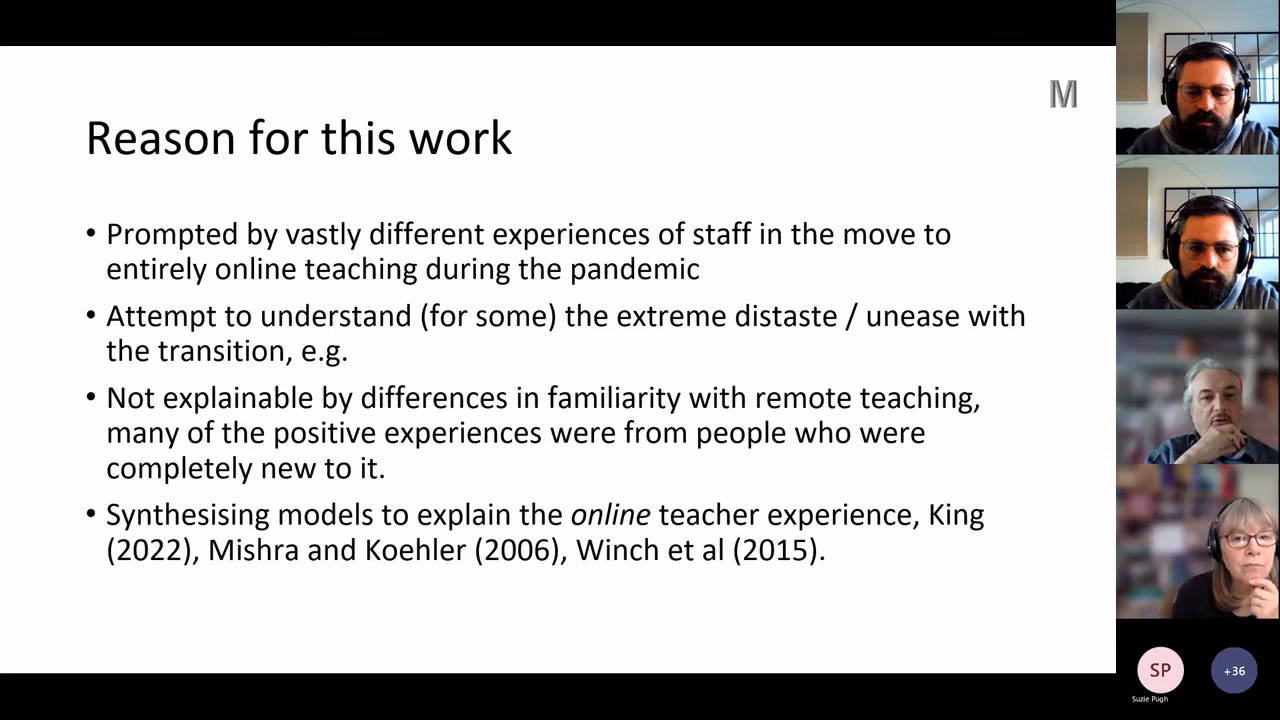 M
Reason for this work
• Prompted by vastly different experiences of staff in the move to
entirely online teaching during the pandemic
• Attempt to understand (for some) the extreme distaste / unease with
the transition, e.g.
• Not explainable by differences in familiarity with remote teaching,
many of the positive experiences were from people who were
completely new to it.
• Synthesising models to explain the online teacher experience, King
(2022), Mishra and Koehler (2006), Winch et al (2015).
SP
+36
Suzie Pugh